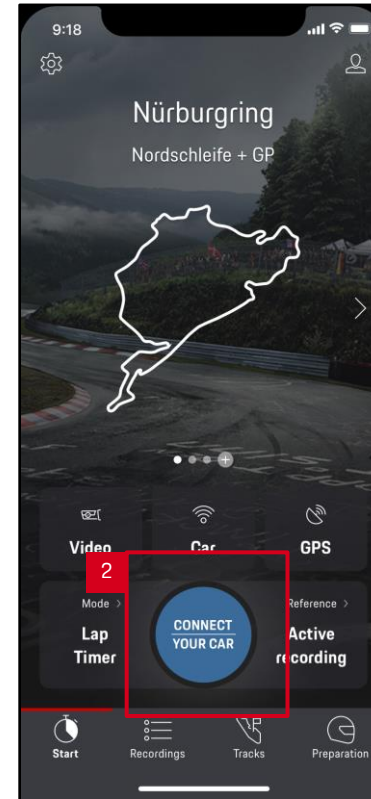 9:18
Nürburgring
Nordschleife + GP
Video
Car
GPS
2
Mode >
Lap
Timer
CONNECT
YOUR CAR
Reference >
Active
recording
Start
Recordings
Tracks
Preparation